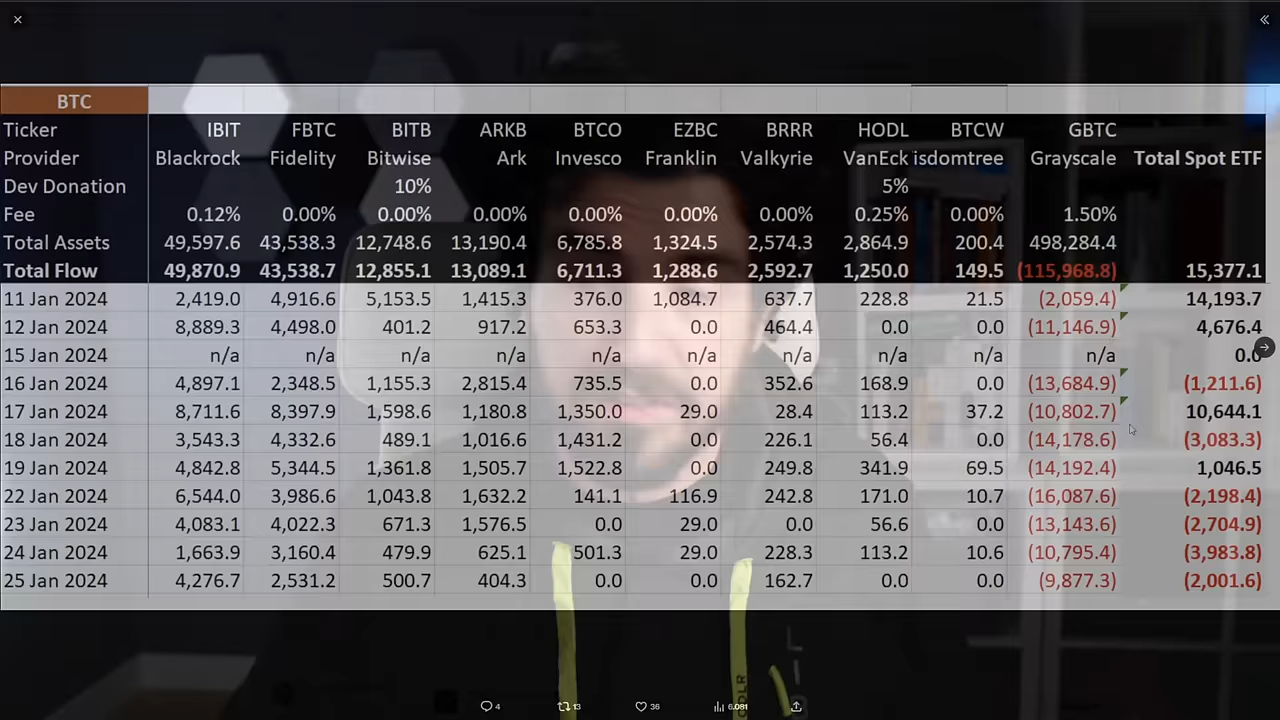 BTC
Ticker IBIT FBTC BITB ARKB BTCO EZBC BRRR HODL BTCW GBTC
Provider Blackrock Fidelity Bitwise Ark Invesco Franklin Valkyrie VanEck isdomtree Grayscale Total Spot ETF
Dev Donation 10% 5%
Fee 0.12% 0.00% 0.00% 0.00% 0.00% 0.00% 0.00% 0.25% 0.00% 1.50%
Total Assets 49,597.6 43,538.3 12,748.6 13,190.4 6,785.8 1,324.5 2,574.3 2,864.9 200.4 498,284.4
Total Flow 49,870.9 43,538.7 12,855.1 13,089.1 6,711.3 1,288.6 2,592.7 1,250.0 149.5 (115,968.8) 15,377.1
11 Jan 2024 2,419.0 4,916.6 5,153.5 1,415.3 376.0 1,084.7 637.7 228.8 21.5 (2,059.4) 14,193.7
12 Jan 2024 8,889.3 4,498.0 401.2 917.2 653.3 0.0 464.4 0.0 0.0 (11,146.9) 4,676.4
15 Jan 2024 n/a n/a n/a n/a n/a n/a n/a n/a n/a n/a 0.0
16 Jan 2024 4,897.1 2,348.5 1,155.3 2,815.4 735.5 0.0 352.6 168.9 0.0 (13,684.9) (1,211.6)
17 Jan 2024 8,711.6 8,397.9 1,598.6 1,180.8 1,350.0 29.0 28.4 113.2 37.2 (10,802.7) 10,644.1
18 Jan 2024 3,543.3 4,332.6 489.1 1,016.6 1,431.2 0.0 226.1 56.4 0.0 (14,178.6) (3,083.3)
19 Jan 2024 4,842.8 5,344.5 1,361.8 1,505.7 1,522.8 0.0 249.8 341.9 69.5 (14,192.4) 1,046.5
22 Jan 2024 6,544.0 3,986.6 1,043.8 1,632.2 141.1 116.9 242.8 171.0 10.7 (16,087.6) (2,198.4)
23 Jan 2024 4,083.1 4,022.3 671.3 1,576.5 0.0 29.0 0.0 56.6 0.0 (13,143.6) (2,704.9)
24 Jan 2024 1,663.9 3,160.4 479.9 625.1 501.3 29.0 228.3 113.2 10.6 (10,795.4) (3,983.8)
25 Jan 2024 4,276.7 2,531.2 500.7 404.3 0.0 0.0 162.7 0.0 0.0 (9,877.3) (2,001.6)
4 13 36 6.081